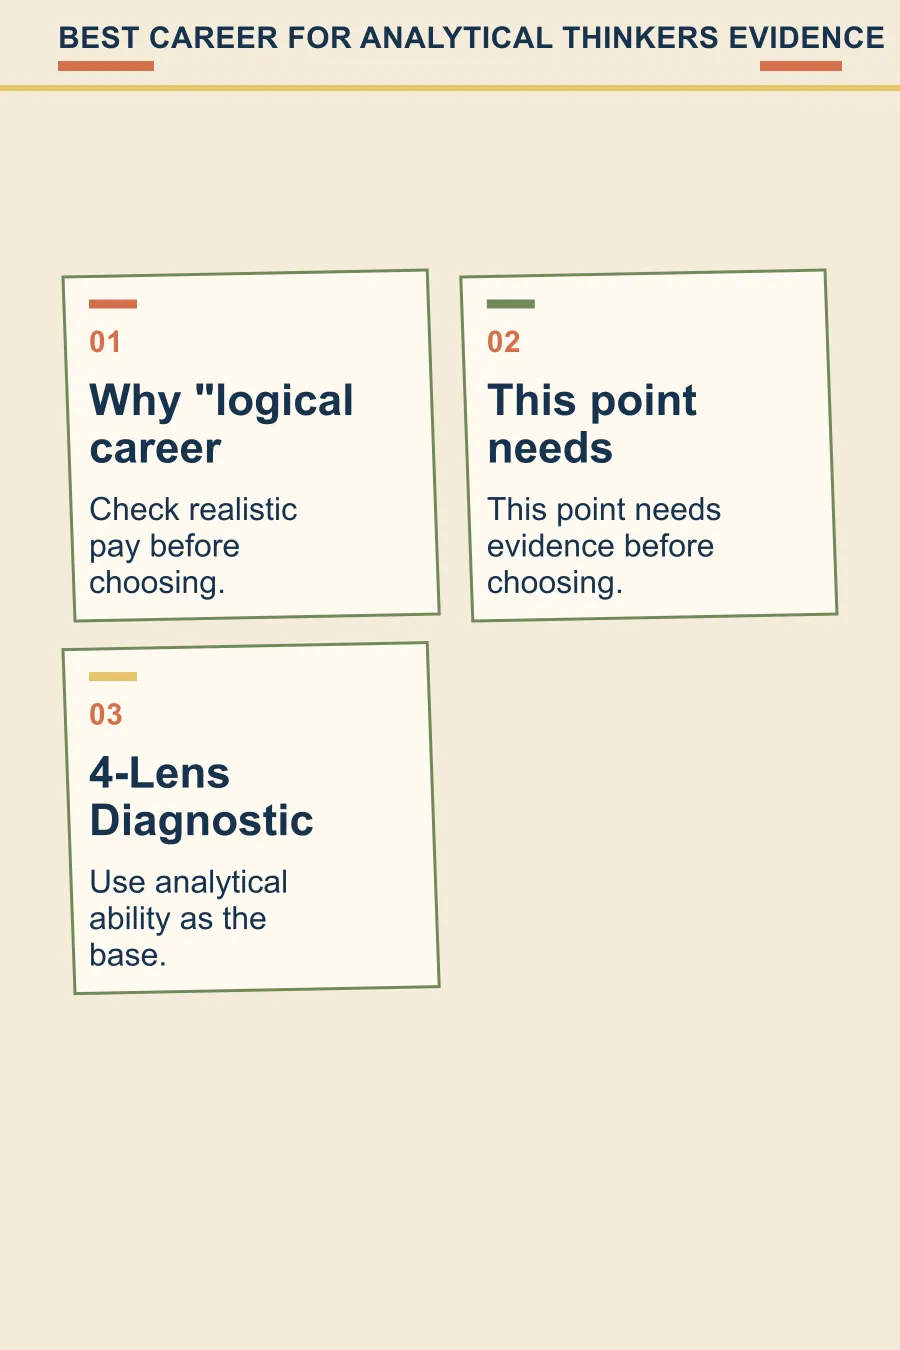 BEST CAREER FOR ANALYTICAL THINKERS EVIDENCE
01
Why "logical
career
Check realistic
pay before
choosing.
02
This point
needs
This point needs
evidence before
choosing.
03
4-Lens
Diagnostic
Use analytical
ability as the
base.